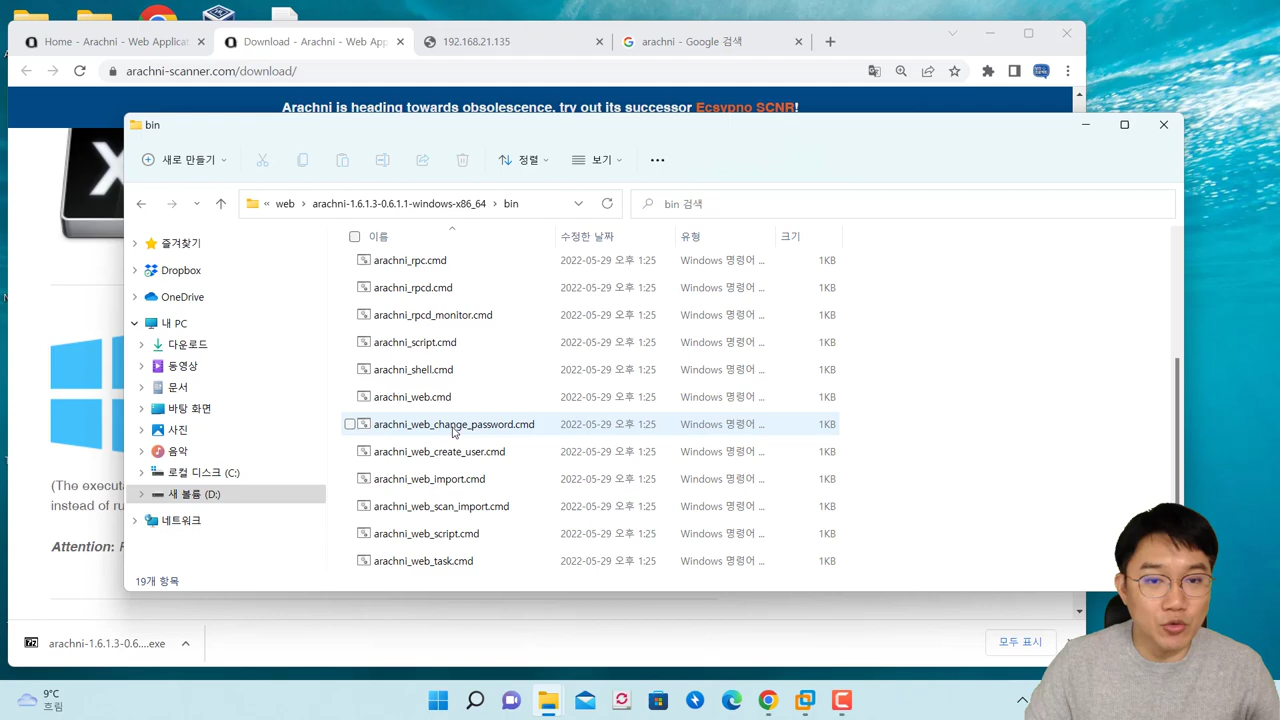 Home - Arachni - Web Applicat
Download - Arachni - Web App
192.168.21.135
arachni - Google 검색
arachni-scanner.com/download/
Arachni is heading towards obsolescence, try out its successor Ecsypno SCNR!
bin
새로 만들기
정렬
보기
« web > arachni-1.6.1.3-0.6.1.1-windows-x86_64 > bin
bin 검색
즐겨찾기
Dropbox
OneDrive
내 PC
다운로드
동영상
문서
바탕 화면
사진
음악
로컬 디스크 (C:)
새 볼륨 (D:)
네트워크
이름 수정한 날짜 유형 크기
arachni_rpc.cmd 2022-05-29 오후 1:25 Windows 명령어 ... 1KB
arachni_rpcd.cmd 2022-05-29 오후 1:25 Windows 명령어 ... 1KB
arachni_rpcd_monitor.cmd 2022-05-29 오후 1:25 Windows 명령어 ... 1KB
arachni_script.cmd 2022-05-29 오후 1:25 Windows 명령어 ... 1KB
arachni_shell.cmd 2022-05-29 오후 1:25 Windows 명령어 ... 1KB
arachni_web.cmd 2022-05-29 오후 1:25 Windows 명령어 ... 1KB
arachni_web_change_password.cmd 2022-05-29 오후 1:25 Windows 명령어 ... 1KB
arachni_web_create_user.cmd 2022-05-29 오후 1:25 Windows 명령어 ... 1KB
arachni_web_import.cmd 2022-05-29 오후 1:25 Windows 명령어 ... 1KB
arachni_web_scan_import.cmd 2022-05-29 오후 1:25 Windows 명령어 ... 1KB
arachni_web_script.cmd 2022-05-29 오후 1:25 Windows 명령어 ... 1KB
arachni_web_task.cmd 2022-05-29 오후 1:25 Windows 명령어 ... 1KB
19개 항목
(The execut
instead of ru
Attention:
arachni-1.6.1.3-0.6....exe
모두 표시
9°C
흐림